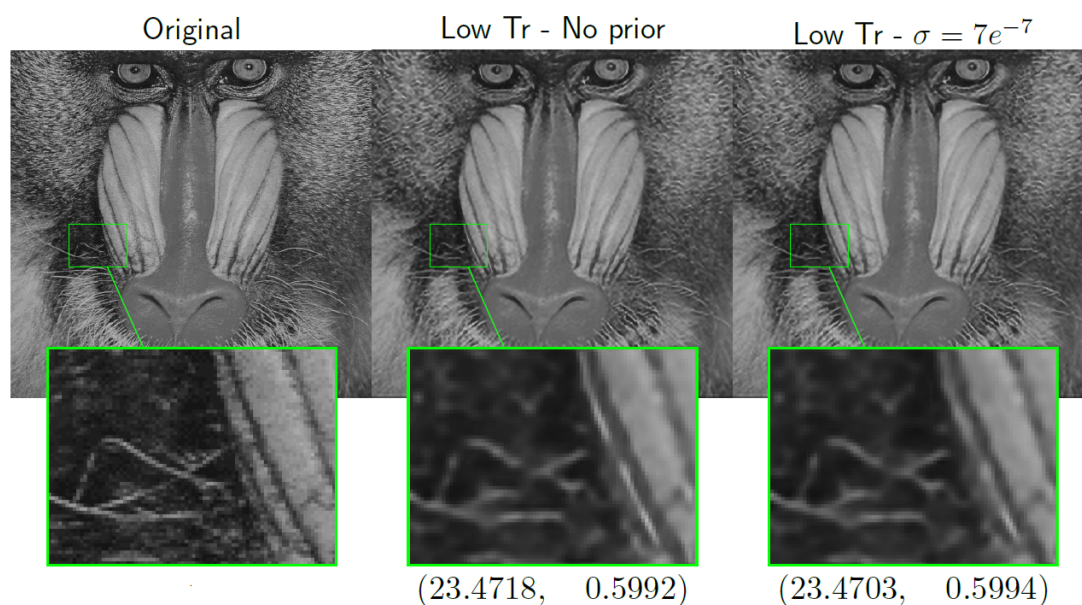 Original
Low Tr - No prior
Low Tr - σ = 7e⁻⁷
(23.4718, 0.5992)
(23.4703, 0.5994)